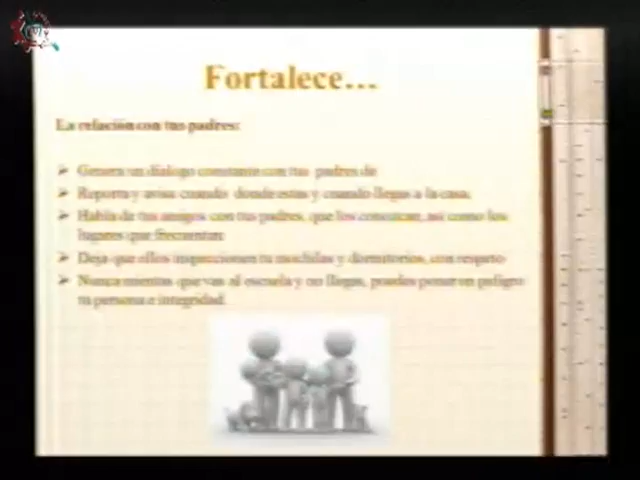 Fortalece...
La relación con tus padres:
Genera un dialogo constante con tus padres de
Reporta y avisa cuando donde estas y cuando llegas a la casa.
Habla de tus amigos con tus padres, que los conozcan, asi como los
lugares que frecuentan
Deja que ellos inspeccionen tu mochilas y dormitorios, con respeto
Nunca mientas que vas al escuela y no llegas, puedes poner en peligro
tu persona e integridad.